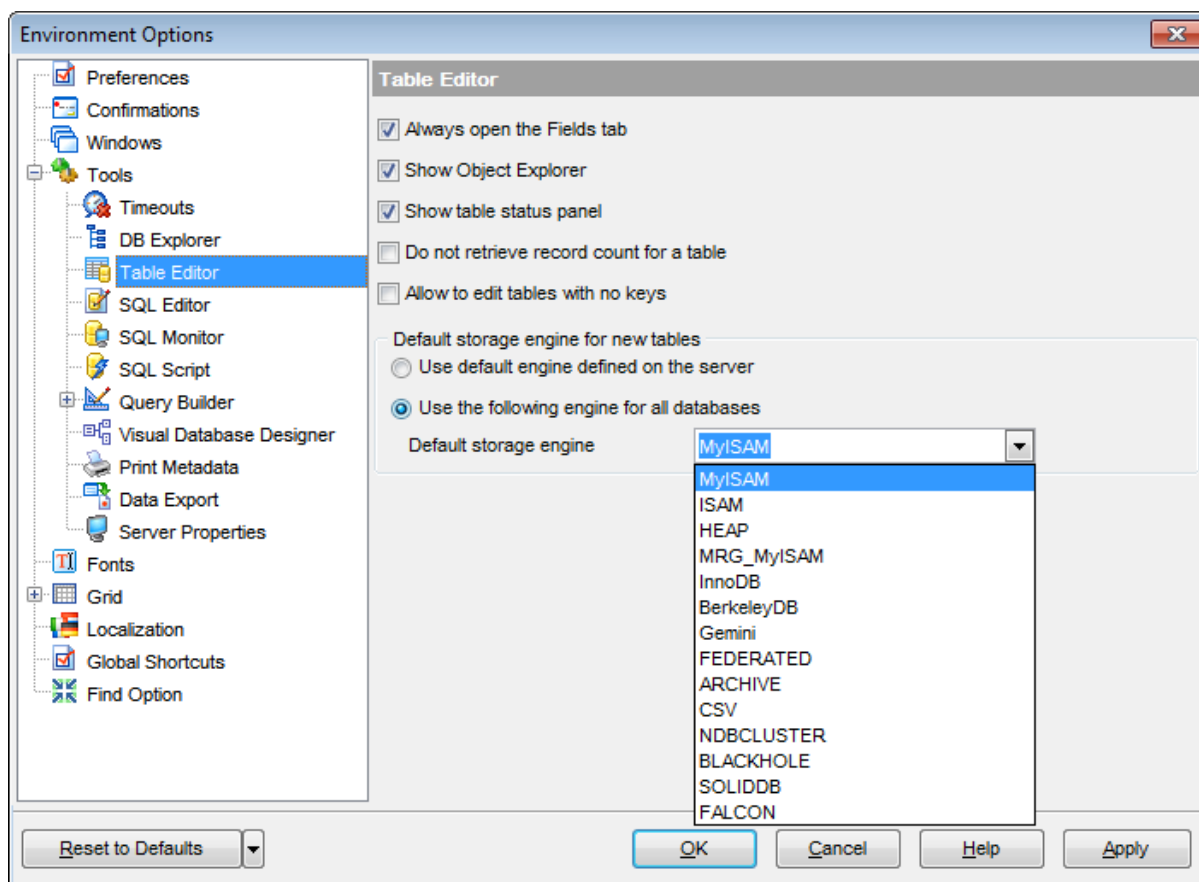 Environment Options
Preferences
Confirmations
Windows
Tools
Timeouts
DB Explorer
Table Editor
SQL Editor
SQL Monitor
SQL Script
Query Builder
Visual Database Designer
Print Metadata
Data Export
Server Properties
Fonts
Grid
Localization
Global Shortcuts
Find Option
Table Editor
Always open the Fields tab
Show Object Explorer
Show table status panel
Do not retrieve record count for a table
Allow to edit tables with no keys
Default storage engine for new tables
Use default engine defined on the server
Use the following engine for all databases
Default storage engine MyISAM
MyISAM
ISAM
HEAP
MRG_MyISAM
InnoDB
BerkeleyDB
Gemini
FEDERATED
ARCHIVE
CSV
NDBCLUSTER
BLACKHOLE
SOLIDDB
FALCON
Reset to Defaults OK Cancel Help Apply